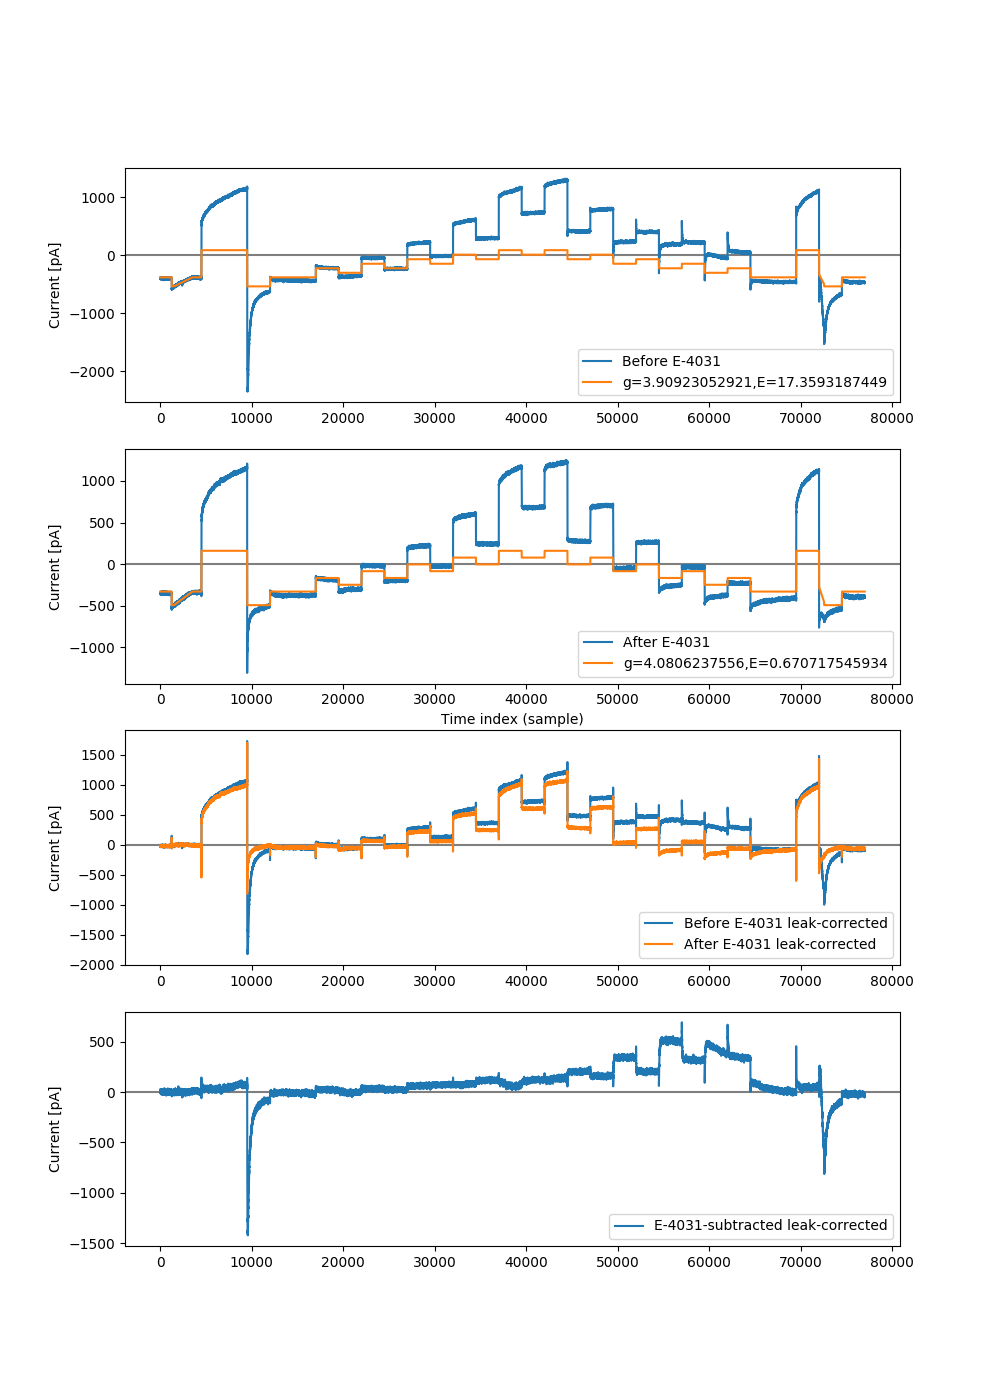 1000
0
−1000
−2000
Current [pA]
Before E-4031
g=3.90923052921,E=17.3593187449
0 10000 20000 30000 40000 50000 60000 70000 80000
1000
500
0
−500
−1000
Current [pA]
After E-4031
g=4.0806237556,E=0.670717545934
0 10000 20000 30000 40000 50000 60000 70000 80000
Time index (sample)
1500
1000
500
0
−500
−1000
−1500
−2000
Current [pA]
Before E-4031 leak-corrected
After E-4031 leak-corrected
0 10000 20000 30000 40000 50000 60000 70000 80000
500
0
−500
−1000
−1500
Current [pA]
E-4031-subtracted leak-corrected
0 10000 20000 30000 40000 50000 60000 70000 80000